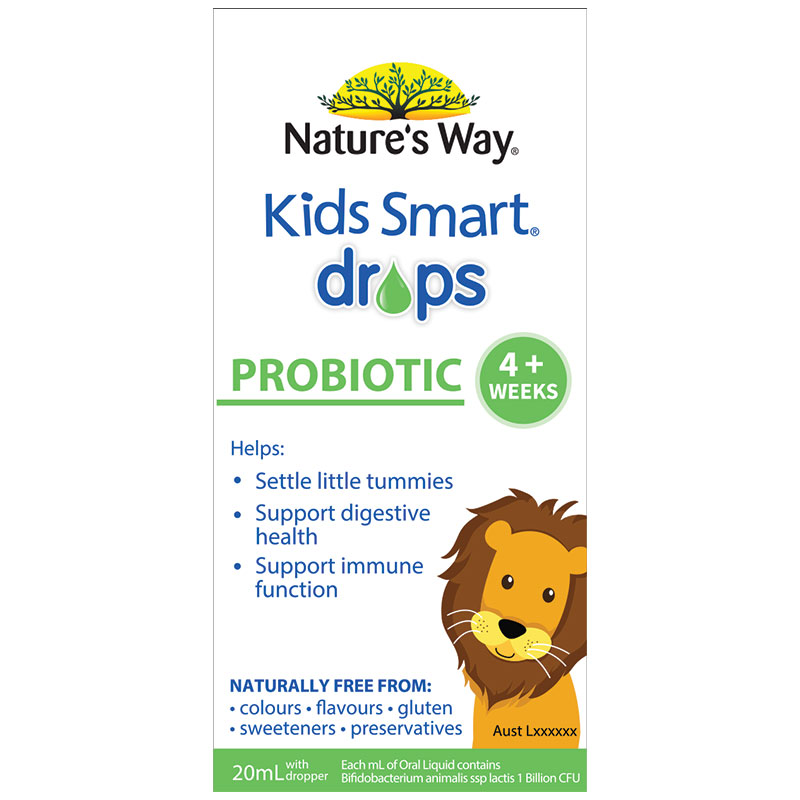 Nature's Way®
Kids Smart®
drops
PROBIOTIC
4+
WEEKS
Helps:
• Settle little tummies
• Support digestive
health
• Support immune
function
NATURALLY FREE FROM:
• colours • flavours • gluten
• sweeteners • preservatives
Aust Lxxxxxx
20mL with
dropper
Each mL of Oral Liquid contains
Bifidobacterium animalis ssp lactis 1 Billion CFU